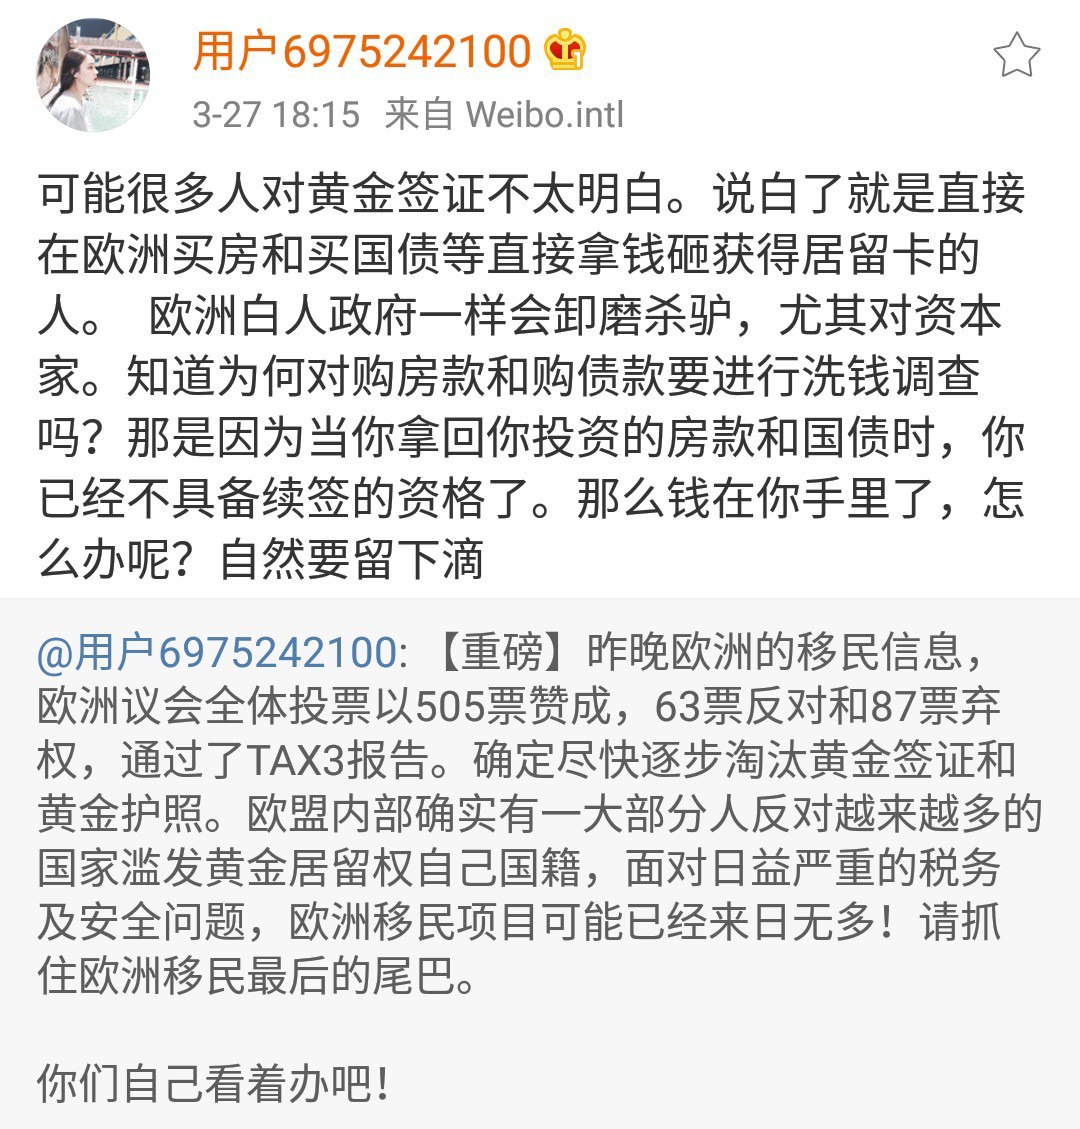 用户6975242100
3-27 18:15 来自 Weibo.intl
可能很多人对黄金签证不太明白。说白了就是直接
在欧洲买房和买国债等直接拿钱砸获得居留卡的
人。 欧洲白人政府一样会卸磨杀驴，尤其对资本
家。知道为何对购房款和购债款要进行洗钱调查
吗？那是因为当你拿回你投资的房款和国债时，你
已经不具备续签的资格了。那么钱在你手里了，怎
么办呢？自然要留下滴
@用户6975242100: 【重磅】昨晚欧洲的移民信息，
欧洲议会全体投票以505票赞成，63票反对和87票弃
权，通过了TAX3报告。确定尽快逐步淘汰黄金签证和
黄金护照。欧盟内部确实有一大部分人反对越来越多的
国家滥发黄金居留权自己国籍，面对日益严重的税务
及安全问题，欧洲移民项目可能已经来日无多！请抓
住欧洲移民最后的尾巴。
你们自己看着办吧！